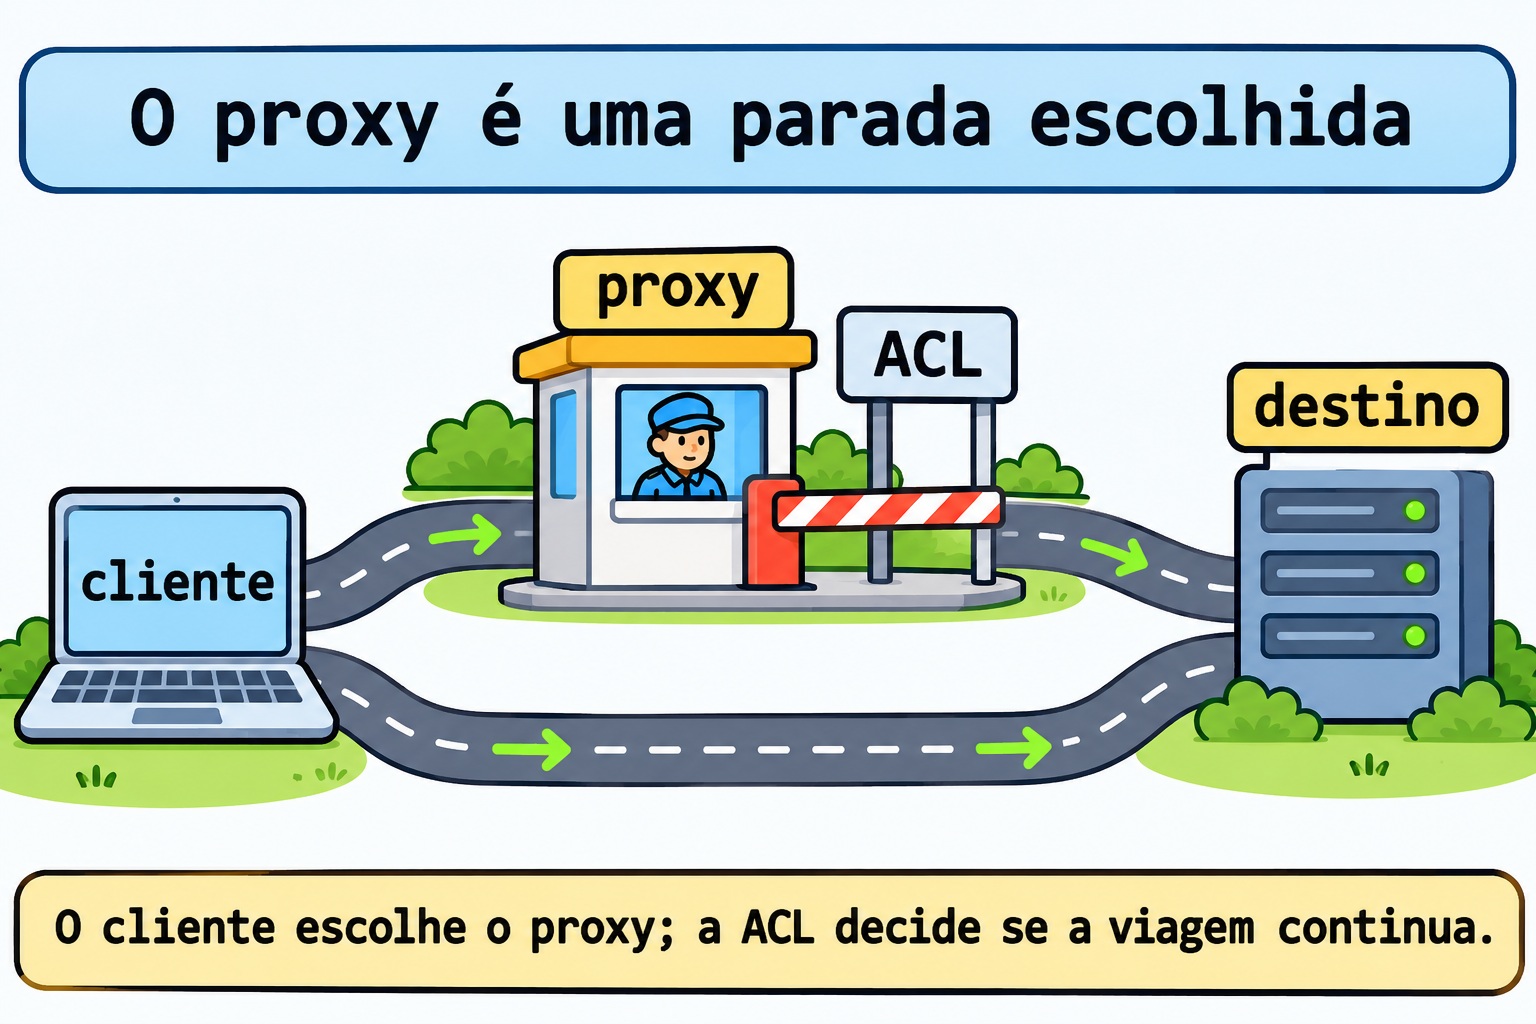 O proxy é uma parada escolhida
proxy
ACL
destino
cliente
O cliente escolhe o proxy; a ACL decide se a viagem continua.